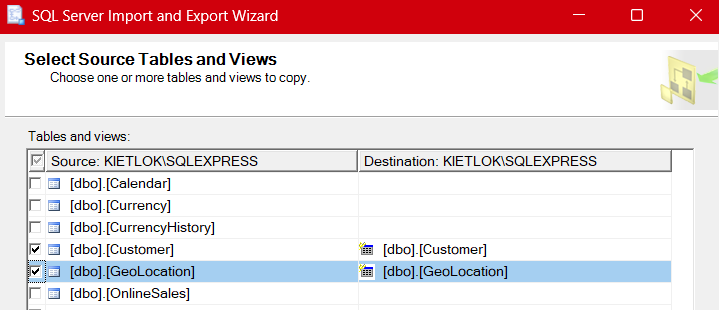 SQL Server Import and Export Wizard
Select Source Tables and Views
Choose one or more tables and views to copy.
Tables and views:
Source: KIETLOK\SQLEXPRESS Destination: KIETLOK\SQLEXPRESS
[dbo].[Calendar]
[dbo].[Currency]
[dbo].[CurrencyHistory]
[dbo].[Customer] [dbo].[Customer]
[dbo].[GeoLocation] [dbo].[GeoLocation]
[dbo].[OnlineSales]